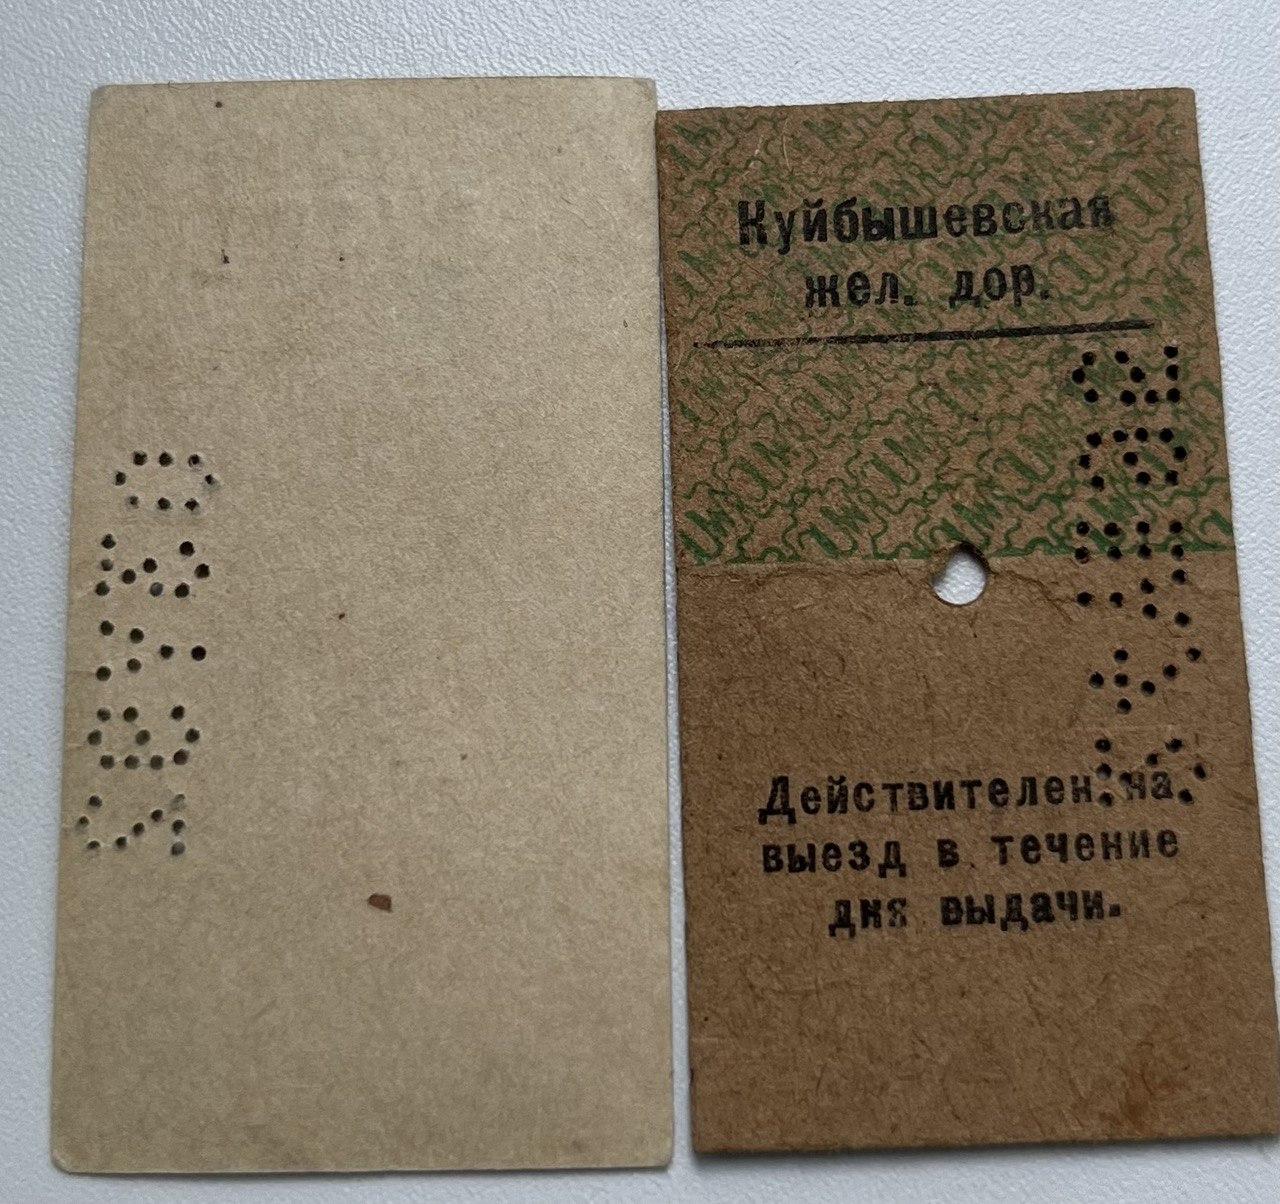 Куйбышевская
жел. дор.
Действителен на
выезд в течение
дня выдачи.